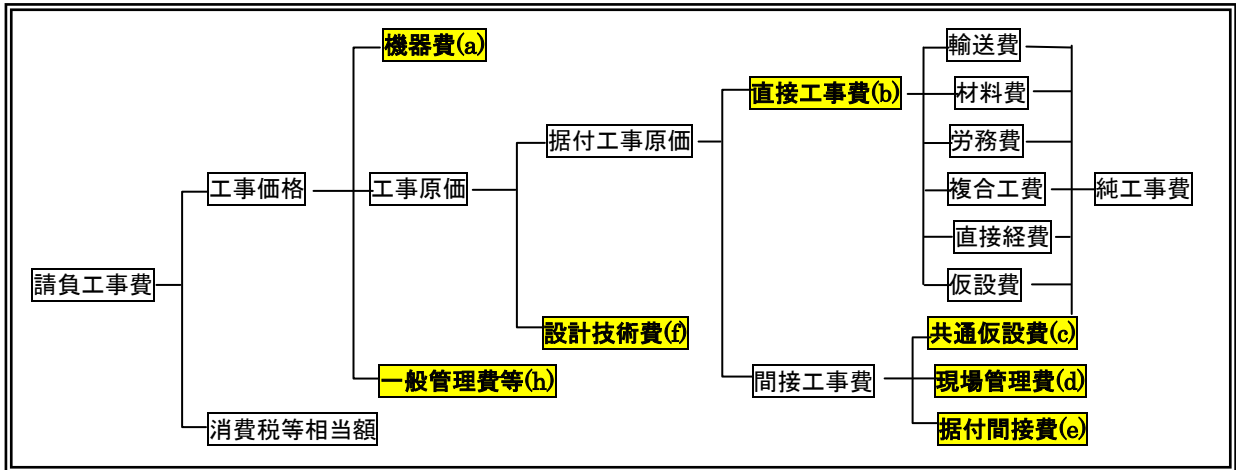 機器費(a)
輸送費
直接工事費(b)
材料費
据付工事原価
労務費
工事価格
工事原価
複合工費
純工事費
直接経費
請負工事費
仮設費
設計技術費(f)
共通仮設費(c)
一般管理費等(h)
間接工事費
現場管理費(d)
消費税等相当額
据付間接費(e)